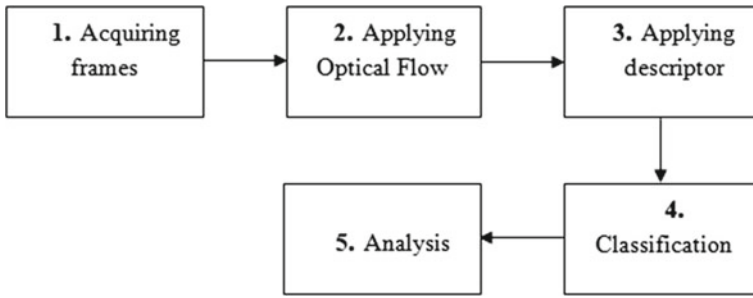 1. Acquiring
frames
2. Applying
Optical Flow
3. Applying
descriptor
4.
Classification
5. Analysis